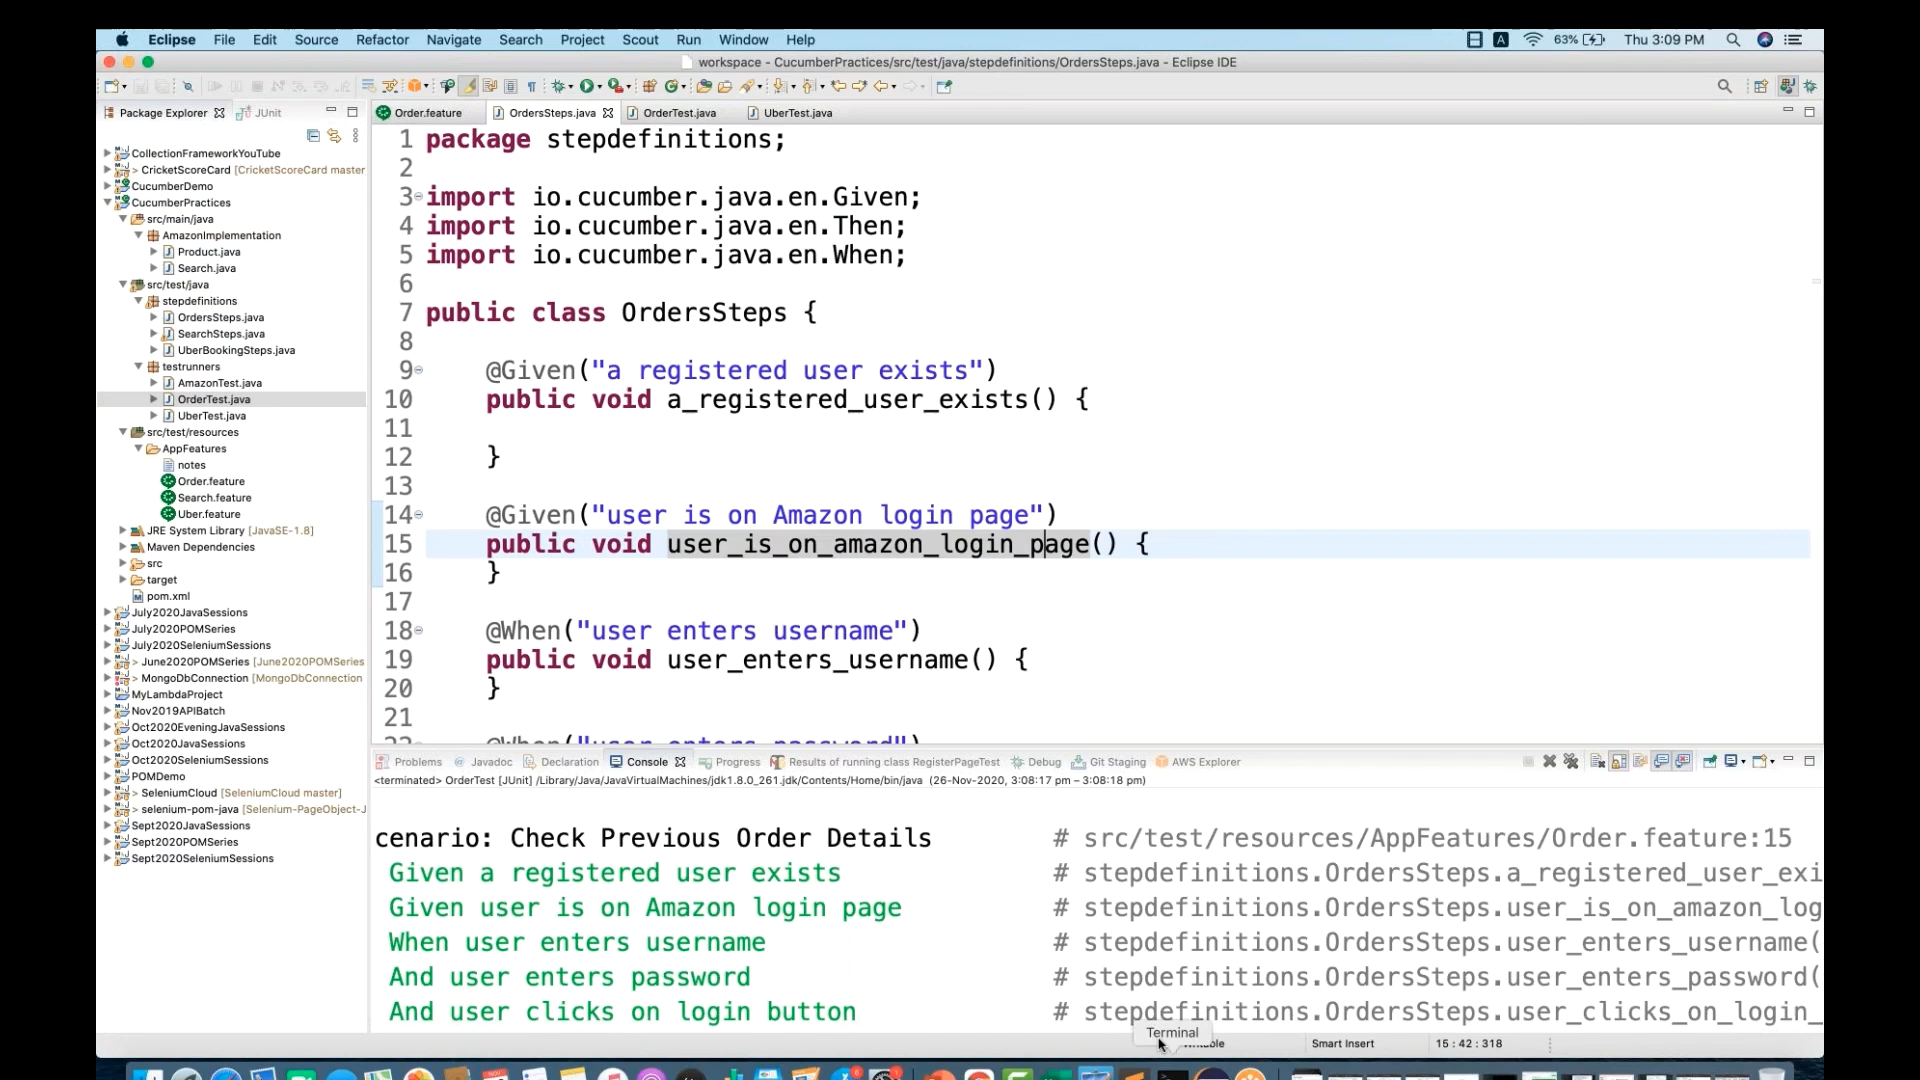 Eclipse File Edit Source Refactor Navigate Search Project Scout Run Window Help
A 63% Thu 3:09 PM
workspace - CucumberPractices/src/test/java/stepdefinitions/OrdersSteps.java - Eclipse IDE
Package Explorer JUnit
CollectionFrameworkYouTube
> CricketScoreCard [CricketScoreCard master
CucumberDemo
CucumberPractices
src/main/java
AmazonImplementation
Product.java
Search.java
src/test/java
stepdefinitions
OrdersSteps.java
SearchSteps.java
UberBookingSteps.java
testrunners
AmazonTest.java
OrderTest.java
UberTest.java
src/test/resources
AppFeatures
notes
Order.feature
Search.feature
Uber.feature
JRE System Library [JavaSE-1.8]
Maven Dependencies
src
target
pom.xml
July2020JavaSessions
July2020POMSeries
July2020SeleniumSessions
> June2020POMSeries [June2020POMSeries
> MongoDbConnection [MongoDbConnection
MyLambdaProject
Nov2019APIBatch
Oct2020EveningJavaSessions
Oct2020JavaSessions
Oct2020SeleniumSessions
POMDemo
> SeleniumCloud [SeleniumCloud master]
> selenium-pom-java [Selenium-PageObject-J
Sept2020JavaSessions
Sept2020POMSeries
Sept2020SeleniumSessions
Order.feature OrdersSteps.java OrderTest.java UberTest.java
1 package stepdefinitions;
2
3 import io.cucumber.java.en.Given;
4 import io.cucumber.java.en.Then;
5 import io.cucumber.java.en.When;
6
7 public class OrdersSteps {
8
9 @Given("a registered user exists")
10 public void a_registered_user_exists() {
11
12 }
13
14 @Given("user is on Amazon login page")
15 public void user_is_on_amazon_login_page() {
16 }
17
18 @When("user enters username")
19 public void user_enters_username() {
20 }
21
22 @When("user enters password")
Problems Javadoc Declaration Console Progress Results of running class RegisterPageTest Debug Git Staging AWS Explorer
<terminated> OrderTest [JUnit] /Library/Java/JavaVirtualMachines/jdk1.8.0_261.jdk/Contents/Home/bin/java (26-Nov-2020, 3:08:17 pm – 3:08:18 pm)
cenario: Check Previous Order Details # src/test/resources/AppFeatures/Order.feature:15
Given a registered user exists # stepdefinitions.OrdersSteps.a_registered_user_exi
Given user is on Amazon login page # stepdefinitions.OrdersSteps.user_is_on_amazon_log
When user enters username # stepdefinitions.OrdersSteps.user_enters_username(
And user enters password # stepdefinitions.OrdersSteps.user_enters_password(
And user clicks on login button # stepdefinitions.OrdersSteps.user_clicks_on_login_
Terminal
Smart Insert 15 : 42 : 318